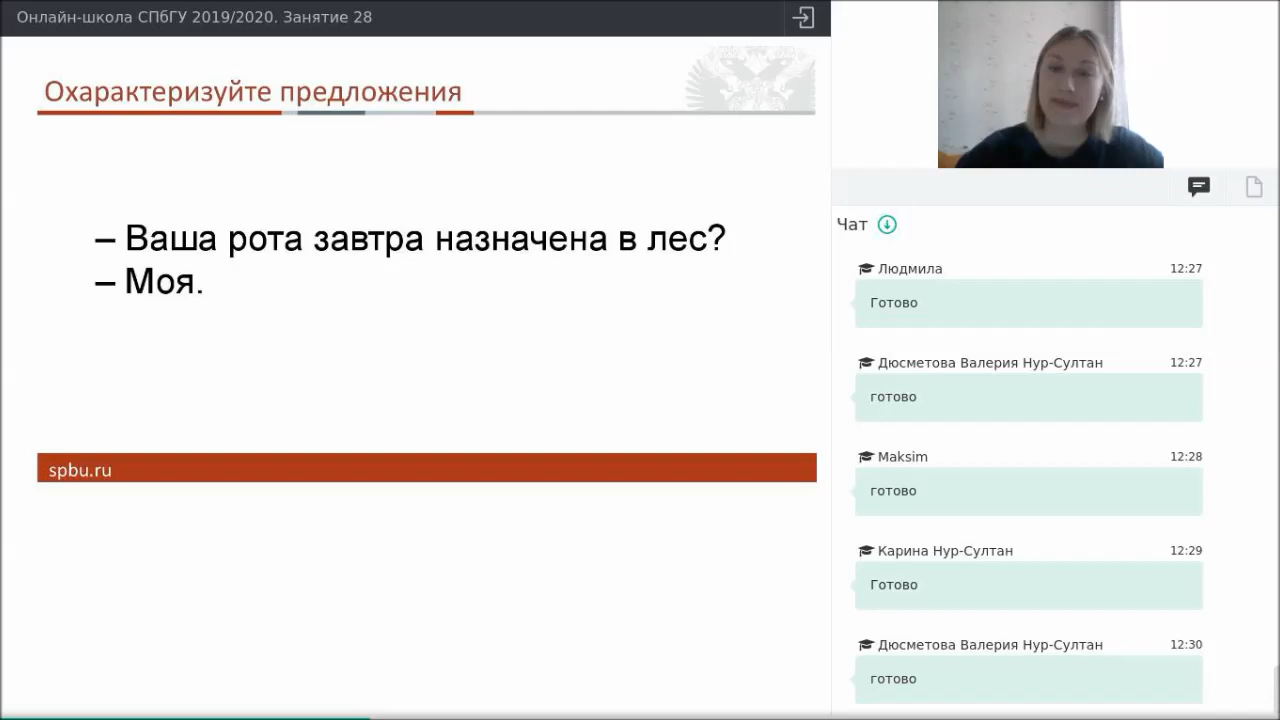 Онлайн-школа СПбГУ 2019/2020. Занятие 28
Охарактеризуйте предложения
– Ваша рота завтра назначена в лес?
– Моя.
spbu.ru
Чат
Людмила 12:27
Готово
Дюсметова Валерия Нур-Султан 12:27
готово
Maksim 12:28
готово
Карина Нур-Султан 12:29
Готово
Дюсметова Валерия Нур-Султан 12:30
готово